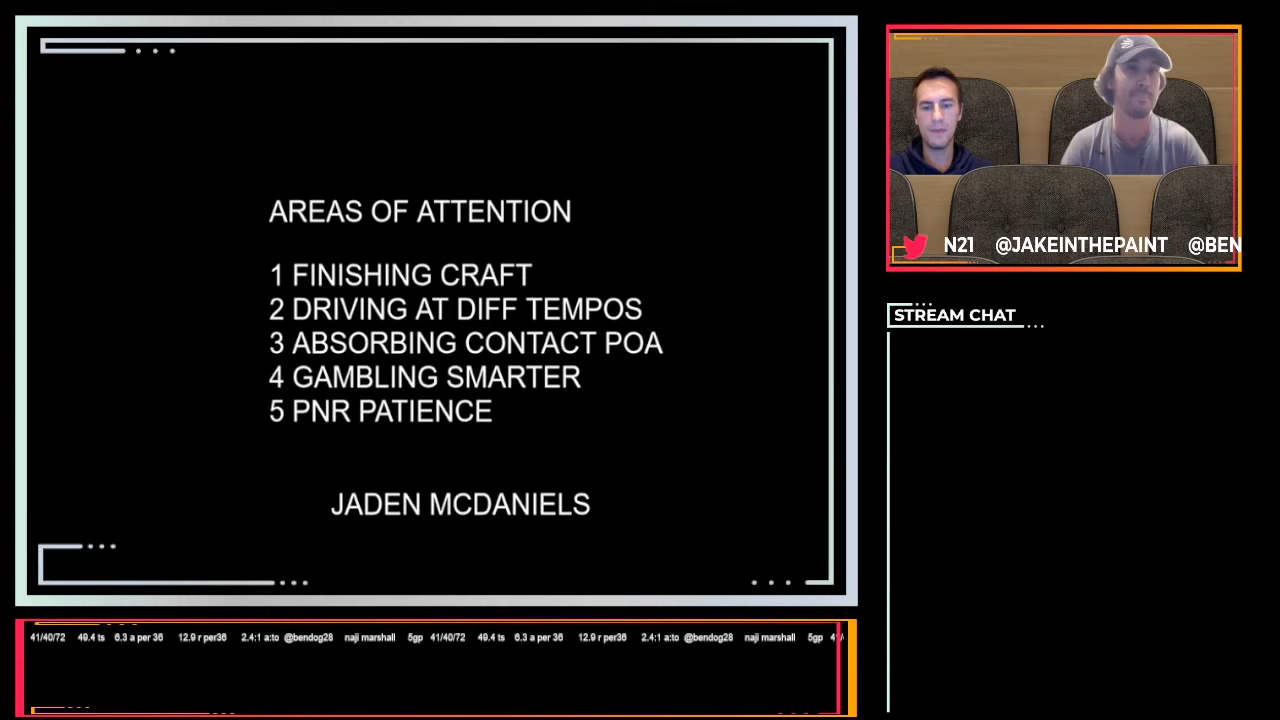 AREAS OF ATTENTION
1 FINISHING CRAFT
2 DRIVING AT DIFF TEMPOS
3 ABSORBING CONTACT POA
4 GAMBLING SMARTER
5 PNR PATIENCE
JADEN MCDANIELS
N21 @JAKEINTHEPAINT @BEN
STREAM CHAT
41/40/72 49.4 ts 6.3 a per 36 12.9 r per36 2.4:1 a:to @bendog28 naji marshall 5gp 41/40/72 49.4 ts 6.3 a per 36 12.9 r per36 2.4:1 a:to @bendog28 naji marshall 5gp